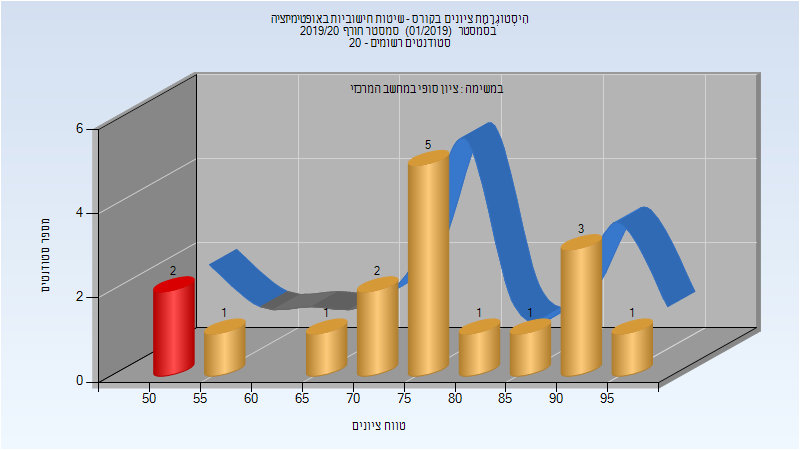 היסטוגרמת ציונים בקורס - שיטות חישוביות באופטימיזציה
בסמסטר (01/2019) סמסטר חורף 2019/20
סטודנטים רשומים - 20
במשימה : ציון סופי במחשב המרכזי
מספר סטודנטים
6
4
2
0
2
1
1
2
5
1
1
3
1
50 55 60 65 70 75 80 85 90 95
טווח ציונים